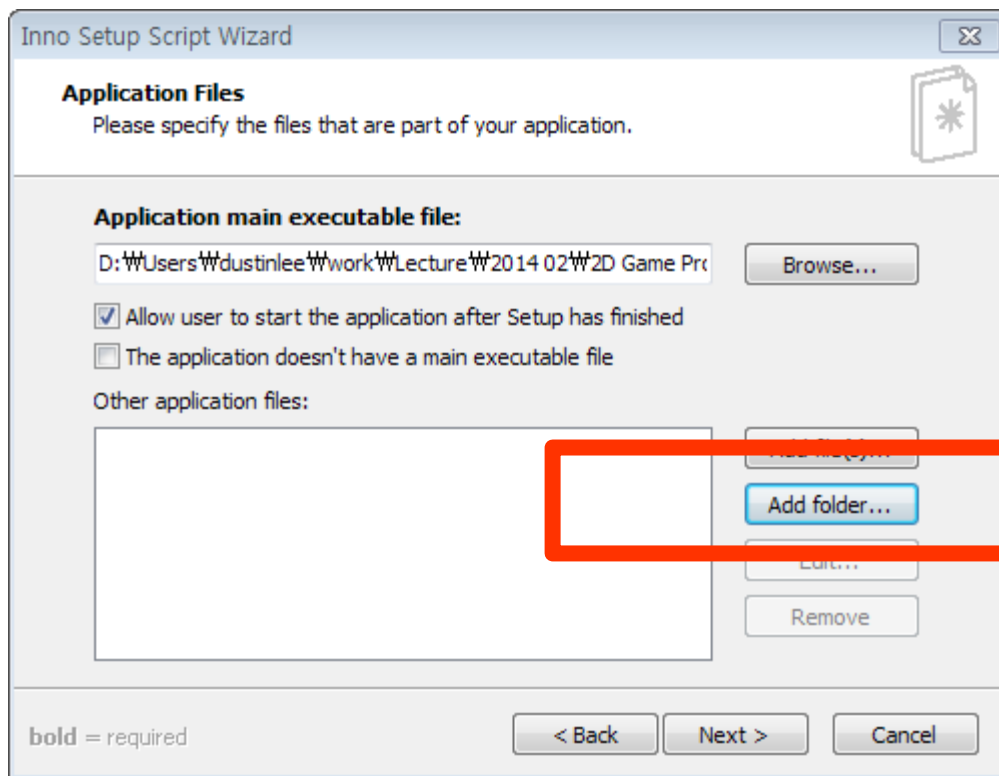 Inno Setup Script Wizard
Application Files
Please specify the files that are part of your application.
Application main executable file:
D:₩Users₩dustinlee₩work₩Lecture₩2014 02₩2D Game Pro
Browse...
Allow user to start the application after Setup has finished
The application doesn't have a main executable file
Other application files:
Add file(s)...
Add folder...
Edit...
Remove
bold = required
< Back
Next >
Cancel